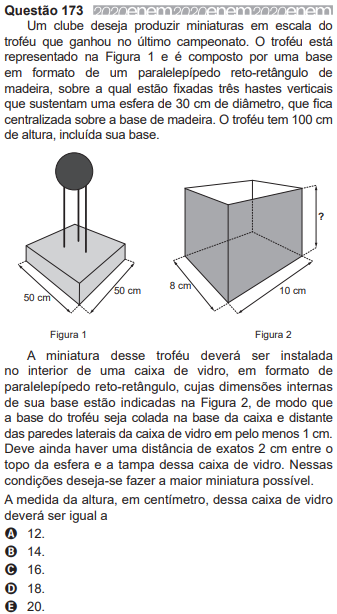 Questão 173 2020enem2020enem2020enem
Um clube deseja produzir miniaturas em escala do
troféu que ganhou no último campeonato. O troféu está
representado na Figura 1 e é composto por uma base
em formato de um paralelepípedo reto-retângulo de
madeira, sobre a qual estão fixadas três hastes verticais
que sustentam uma esfera de 30 cm de diâmetro, que fica
centralizada sobre a base de madeira. O troféu tem 100 cm
de altura, incluída sua base.
?
50 cm
50 cm
8 cm
10 cm
Figura 1
Figura 2
A miniatura desse troféu deverá ser instalada
no interior de uma caixa de vidro, em formato de
paralelepípedo reto-retângulo, cujas dimensões internas
de sua base estão indicadas na Figura 2, de modo que
a base do troféu seja colada na base da caixa e distante
das paredes laterais da caixa de vidro em pelo menos 1 cm.
Deve ainda haver uma distância de exatos 2 cm entre o
topo da esfera e a tampa dessa caixa de vidro. Nessas
condições deseja-se fazer a maior miniatura possível.
A medida da altura, em centímetro, dessa caixa de vidro
deverá ser igual a
A 12.
B 14.
C 16.
D 18.
E 20.